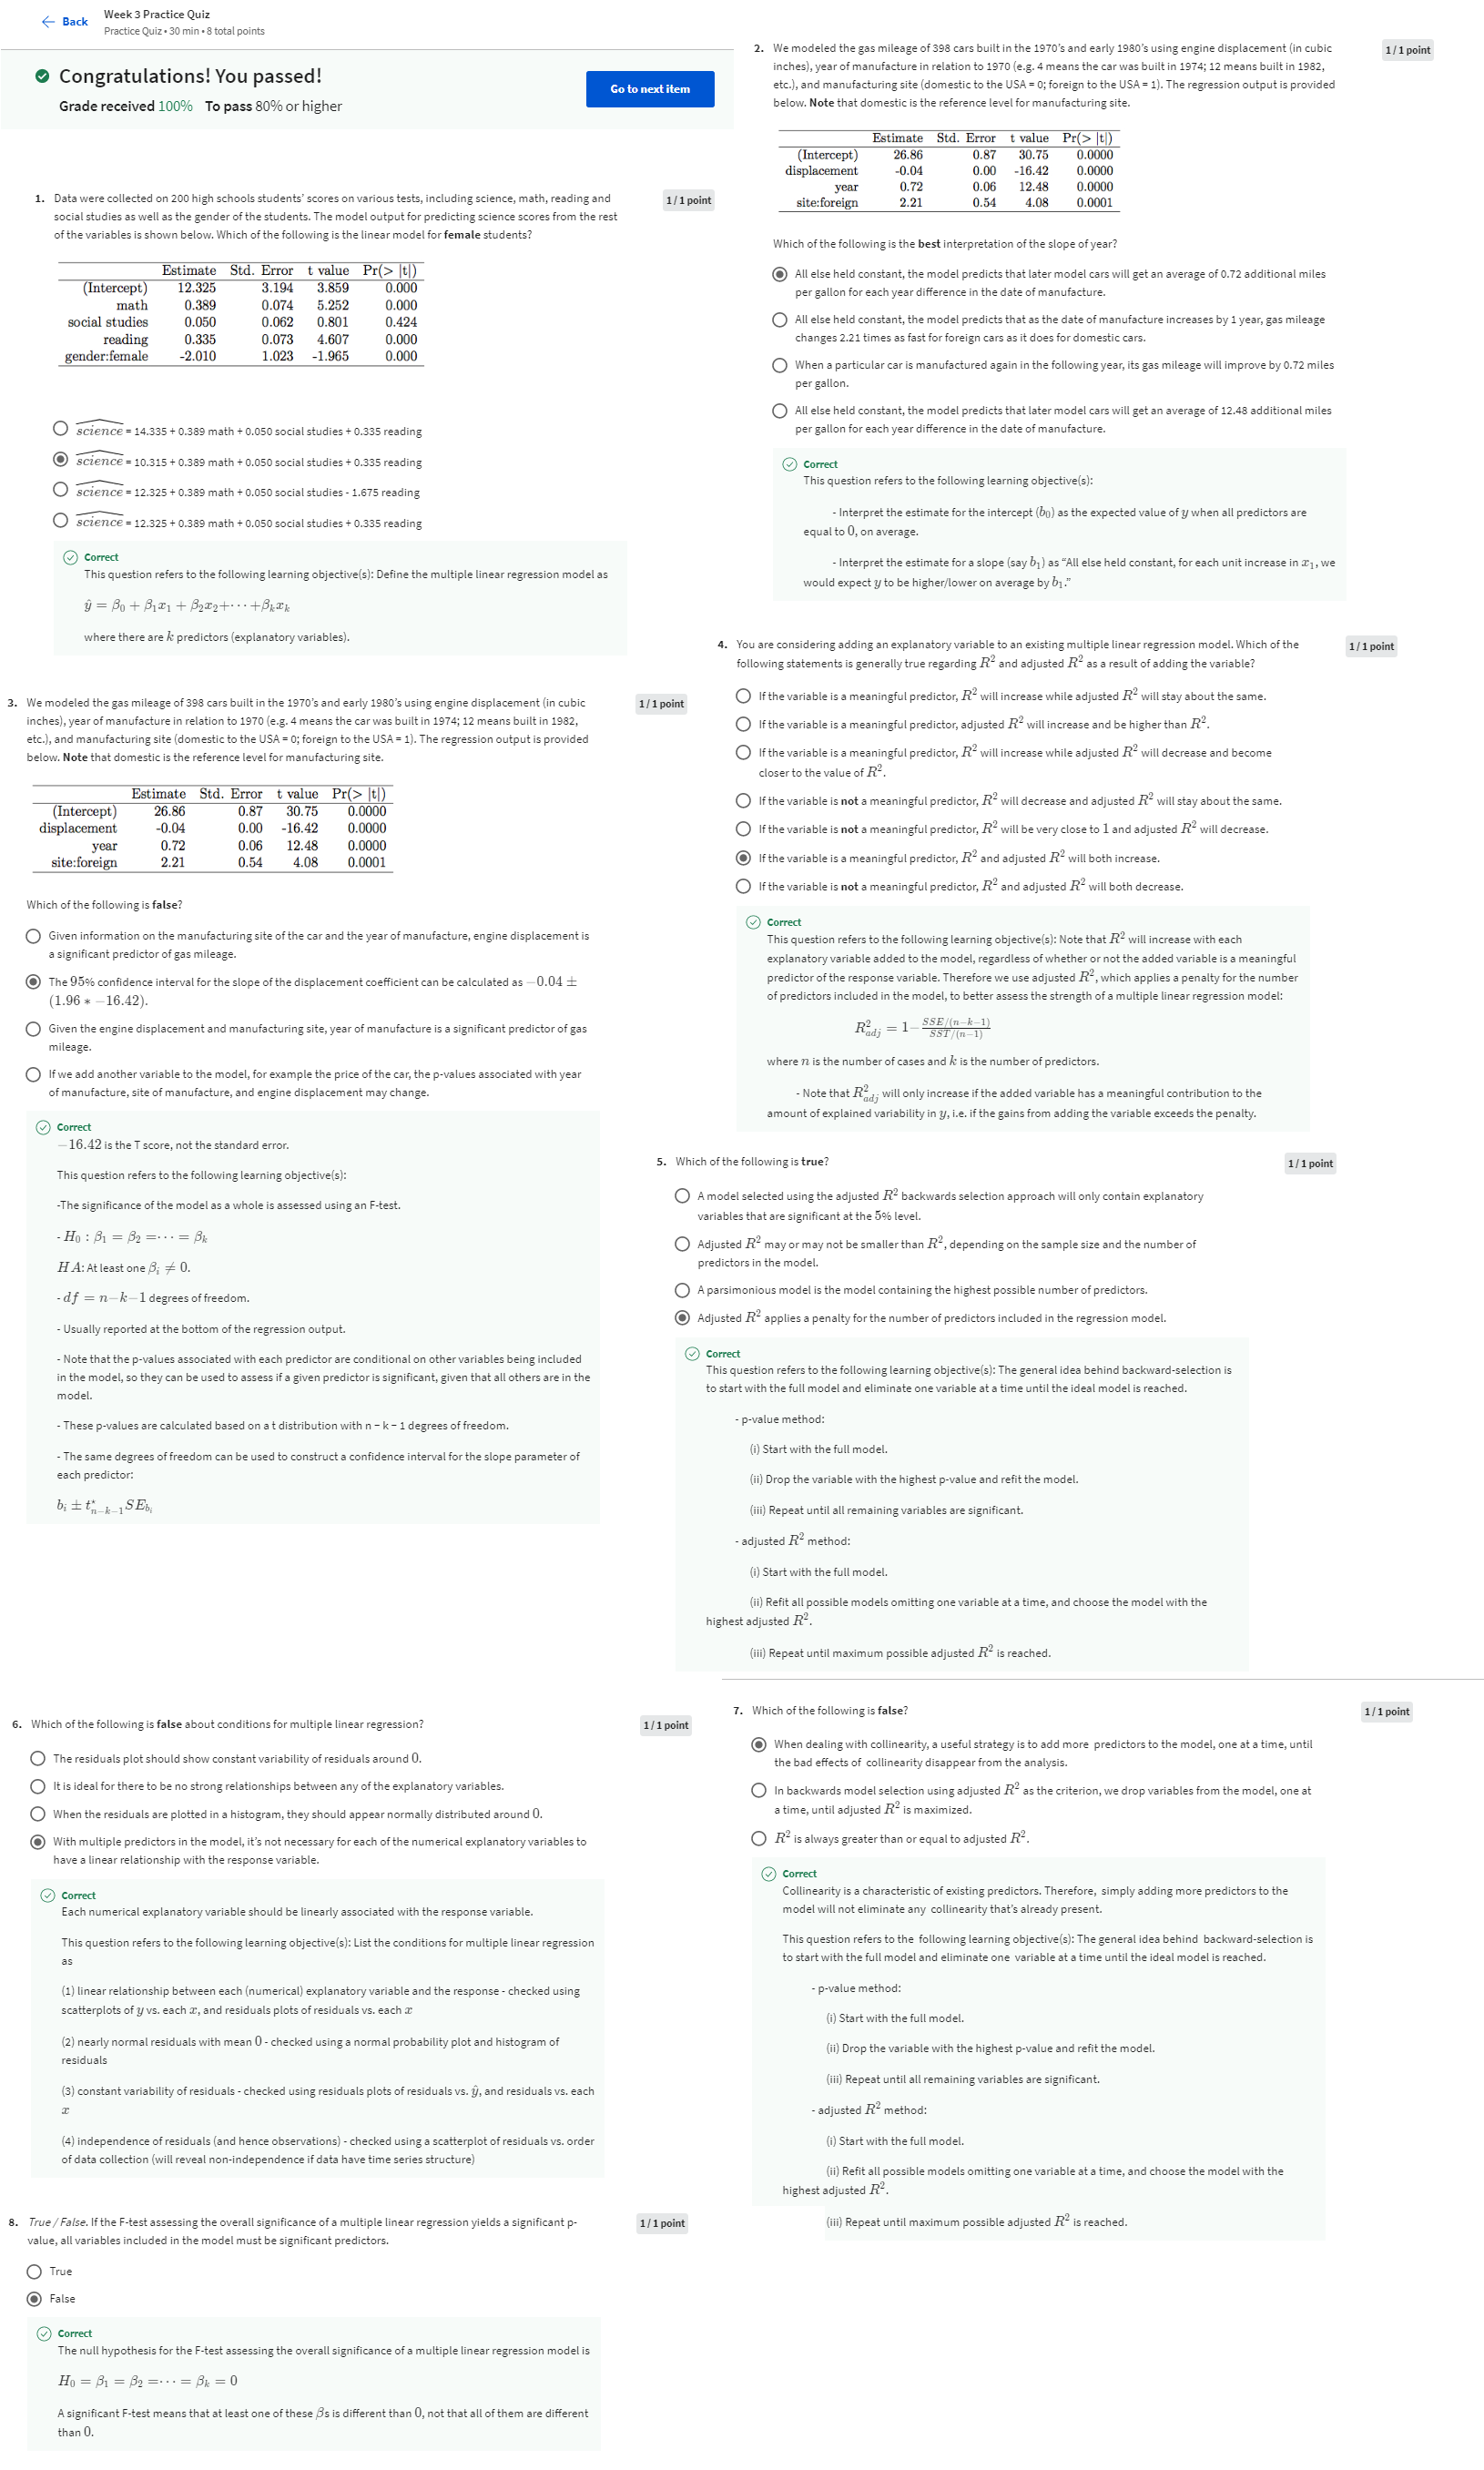 Back
Week 3 Practice Quiz
Practice Quiz • 30 min • 8 total points
Congratulations! You passed!
Grade received 100% To pass 80% or higher
Go to next item
1. Data were collected on 200 high schools students' scores on various tests, including science, math, reading and
social studies as well as the gender of the students. The model output for predicting science scores from the rest
of the variables is shown below. Which of the following is the linear model for female students?
1 / 1 point
Estimate Std. Error t value Pr(> |t|)
(Intercept) 12.325 3.194 3.859 0.000
math 0.389 0.074 5.252 0.000
social studies 0.050 0.062 0.801 0.424
reading 0.335 0.073 4.607 0.000
gender:female -2.010 1.023 -1.965 0.000
science = 14.335 + 0.389 math + 0.050 social studies + 0.335 reading
science = 10.315 + 0.389 math + 0.050 social studies + 0.335 reading
science = 12.325 + 0.389 math + 0.050 social studies - 1.675 reading
science = 12.325 + 0.389 math + 0.050 social studies + 0.335 reading
Correct
This question refers to the following learning objective(s): Define the multiple linear regression model as
ŷ = β₀ + β₁x₁ + β₂x₂+···+βₖxₖ
where there are k predictors (explanatory variables).
2. We modeled the gas mileage of 398 cars built in the 1970's and early 1980's using engine displacement (in cubic
inches), year of manufacture in relation to 1970 (e.g. 4 means the car was built in 1974; 12 means built in 1982,
etc.), and manufacturing site (domestic to the USA = 0; foreign to the USA = 1). The regression output is provided
below. Note that domestic is the reference level for manufacturing site.
1 / 1 point
Estimate Std. Error t value Pr(> |t|)
(Intercept) 26.86 0.87 30.75 0.0000
displacement -0.04 0.00 -16.42 0.0000
year 0.72 0.06 12.48 0.0000
site:foreign 2.21 0.54 4.08 0.0001
Which of the following is the best interpretation of the slope of year?
All else held constant, the model predicts that later model cars will get an average of 0.72 additional miles
per gallon for each year difference in the date of manufacture.
All else held constant, the model predicts that as the date of manufacture increases by 1 year, gas mileage
changes 2.21 times as fast for foreign cars as it does for domestic cars.
When a particular car is manufactured again in the following year, its gas mileage will improve by 0.72 miles
per gallon.
All else held constant, the model predicts that later model cars will get an average of 12.48 additional miles
per gallon for each year difference in the date of manufacture.
Correct
This question refers to the following learning objective(s):
- Interpret the estimate for the intercept (b₀) as the expected value of y when all predictors are
equal to 0, on average.
- Interpret the estimate for a slope (say b₁) as "All else held constant, for each unit increase in x₁, we
would expect y to be higher/lower on average by b₁."
3. We modeled the gas mileage of 398 cars built in the 1970's and early 1980's using engine displacement (in cubic
inches), year of manufacture in relation to 1970 (e.g. 4 means the car was built in 1974; 12 means built in 1982,
etc.), and manufacturing site (domestic to the USA = 0; foreign to the USA = 1). The regression output is provided
below. Note that domestic is the reference level for manufacturing site.
1 / 1 point
Estimate Std. Error t value Pr(> |t|)
(Intercept) 26.86 0.87 30.75 0.0000
displacement -0.04 0.00 -16.42 0.0000
year 0.72 0.06 12.48 0.0000
site:foreign 2.21 0.54 4.08 0.0001
Which of the following is false?
Given information on the manufacturing site of the car and the year of manufacture, engine displacement is
a significant predictor of gas mileage.
The 95% confidence interval for the slope of the displacement coefficient can be calculated as −0.04 ±
(1.96 * −16.42).
Given the engine displacement and manufacturing site, year of manufacture is a significant predictor of gas
mileage.
If we add another variable to the model, for example the price of the car, the p-values associated with year
of manufacture, site of manufacture, and engine displacement may change.
Correct
−16.42 is the T score, not the standard error.
This question refers to the following learning objective(s):
-The significance of the model as a whole is assessed using an F-test.
- H₀ : β₁ = β₂ =··· = βₖ
HA: At least one βᵢ ≠ 0.
- df = n−k−1 degrees of freedom.
- Usually reported at the bottom of the regression output.
- Note that the p-values associated with each predictor are conditional on other variables being included
in the model, so they can be used to assess if a given predictor is significant, given that all others are in the
model.
- These p-values are calculated based on a t distribution with n − k − 1 degrees of freedom.
- The same degrees of freedom can be used to construct a confidence interval for the slope parameter of
each predictor:
bᵢ ± t*ₙ₋ₖ₋₁SE_bᵢ
4. You are considering adding an explanatory variable to an existing multiple linear regression model. Which of the
following statements is generally true regarding R² and adjusted R² as a result of adding the variable?
1 / 1 point
If the variable is a meaningful predictor, R² will increase while adjusted R² will stay about the same.
If the variable is a meaningful predictor, adjusted R² will increase and be higher than R².
If the variable is a meaningful predictor, R² will increase while adjusted R² will decrease and become
closer to the value of R².
If the variable is not a meaningful predictor, R² will decrease and adjusted R² will stay about the same.
If the variable is not a meaningful predictor, R² will be very close to 1 and adjusted R² will decrease.
If the variable is a meaningful predictor, R² and adjusted R² will both increase.
If the variable is not a meaningful predictor, R² and adjusted R² will both decrease.
Correct
This question refers to the following learning objective(s): Note that R² will increase with each
explanatory variable added to the model, regardless of whether or not the added variable is a meaningful
predictor of the response variable. Therefore we use adjusted R², which applies a penalty for the number
of predictors included in the model, to better assess the strength of a multiple linear regression model:
R²adj = 1− SSE/(n−k−1) / SST/(n−1)
where n is the number of cases and k is the number of predictors.
- Note that R²adj will only increase if the added variable has a meaningful contribution to the
amount of explained variability in y, i.e. if the gains from adding the variable exceeds the penalty.
5. Which of the following is true?
1 / 1 point
A model selected using the adjusted R² backwards selection approach will only contain explanatory
variables that are significant at the 5% level.
Adjusted R² may or may not be smaller than R², depending on the sample size and the number of
predictors in the model.
A parsimonious model is the model containing the highest possible number of predictors.
Adjusted R² applies a penalty for the number of predictors included in the regression model.
Correct
This question refers to the following learning objective(s): The general idea behind backward-selection is
to start with the full model and eliminate one variable at a time until the ideal model is reached.
- p-value method:
(i) Start with the full model.
(ii) Drop the variable with the highest p-value and refit the model.
(iii) Repeat until all remaining variables are significant.
- adjusted R² method:
(i) Start with the full model.
(ii) Refit all possible models omitting one variable at a time, and choose the model with the
highest adjusted R².
(iii) Repeat until maximum possible adjusted R² is reached.
6. Which of the following is false about conditions for multiple linear regression?
1 / 1 point
The residuals plot should show constant variability of residuals around 0.
It is ideal for there to be no strong relationships between any of the explanatory variables.
When the residuals are plotted in a histogram, they should appear normally distributed around 0.
With multiple predictors in the model, it's not necessary for each of the numerical explanatory variables to
have a linear relationship with the response variable.
Correct
Each numerical explanatory variable should be linearly associated with the response variable.
This question refers to the following learning objective(s): List the conditions for multiple linear regression
as
(1) linear relationship between each (numerical) explanatory variable and the response - checked using
scatterplots of y vs. each x, and residuals plots of residuals vs. each x
(2) nearly normal residuals with mean 0 - checked using a normal probability plot and histogram of
residuals
(3) constant variability of residuals - checked using residuals plots of residuals vs. ŷ, and residuals vs. each
x
(4) independence of residuals (and hence observations) - checked using a scatterplot of residuals vs. order
of data collection (will reveal non-independence if data have time series structure)
7. Which of the following is false?
1 / 1 point
When dealing with collinearity, a useful strategy is to add more predictors to the model, one at a time, until
the bad effects of collinearity disappear from the analysis.
In backwards model selection using adjusted R² as the criterion, we drop variables from the model, one at
a time, until adjusted R² is maximized.
R² is always greater than or equal to adjusted R².
Correct
Collinearity is a characteristic of existing predictors. Therefore, simply adding more predictors to the
model will not eliminate any collinearity that's already present.
This question refers to the following learning objective(s): The general idea behind backward-selection is
to start with the full model and eliminate one variable at a time until the ideal model is reached.
- p-value method:
(i) Start with the full model.
(ii) Drop the variable with the highest p-value and refit the model.
(iii) Repeat until all remaining variables are significant.
- adjusted R² method:
(i) Start with the full model.
(ii) Refit all possible models omitting one variable at a time, and choose the model with the
highest adjusted R².
(iii) Repeat until maximum possible adjusted R² is reached.
8. True / False. If the F-test assessing the overall significance of a multiple linear regression yields a significant p-
value, all variables included in the model must be significant predictors.
1 / 1 point
True
False
Correct
The null hypothesis for the F-test assessing the overall significance of a multiple linear regression model is
H₀ = β₁ = β₂ =··· = βₖ = 0
A significant F-test means that at least one of these βs is different than 0, not that all of them are different
than 0.